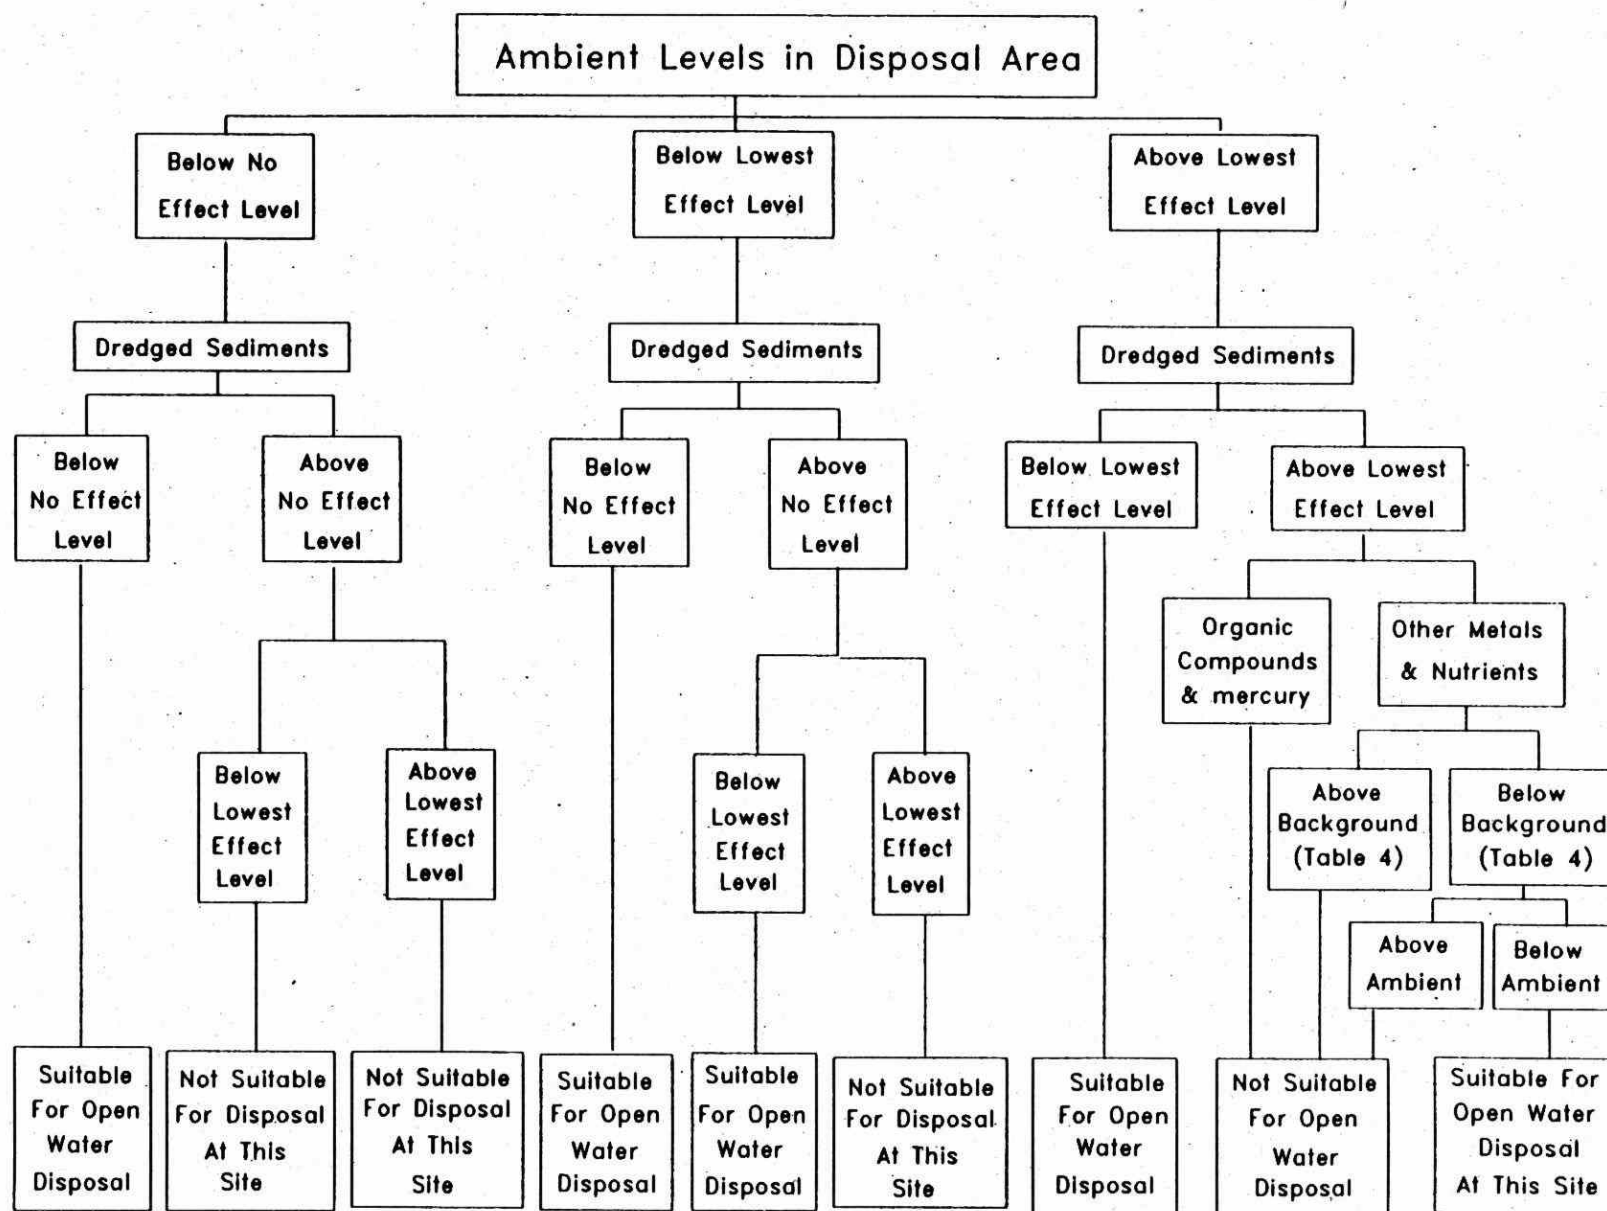 Ambient Levels in Disposal Area
Below No
Effect Level
Below Lowest
Effect Level
Above Lowest
Effect Level
Dredged Sediments
Dredged Sediments
Dredged Sediments
Below
No Effect
Level
Above
No Effect
Level
Below
No Effect
Level
Above
No Effect
Level
Below Lowest
Effect Level
Above Lowest
Effect Level
Organic
Compounds
& mercury
Other Metals
& Nutrients
Below
Lowest
Effect
Level
Above
Lowest
Effect
Level
Below
Lowest
Effect
Level
Above
Lowest
Effect
Level
Above
Background
(Table 4)
Below
Background
(Table 4)
Above
Ambient
Below
Ambient
Suitable
For Open
Water
Disposal
Not Suitable
For Disposal
At This
Site
Not Suitable
For Disposal
At This
Site
Suitable
For Open
Water
Disposal
Suitable
For Open
Water
Disposal
Not Suitable
For Disposal
At This
Site
Suitable
For Open
Water
Disposal
Not Suitable
For Open
Water
Disposal
Suitable For
Open Water
Disposal
At This Site